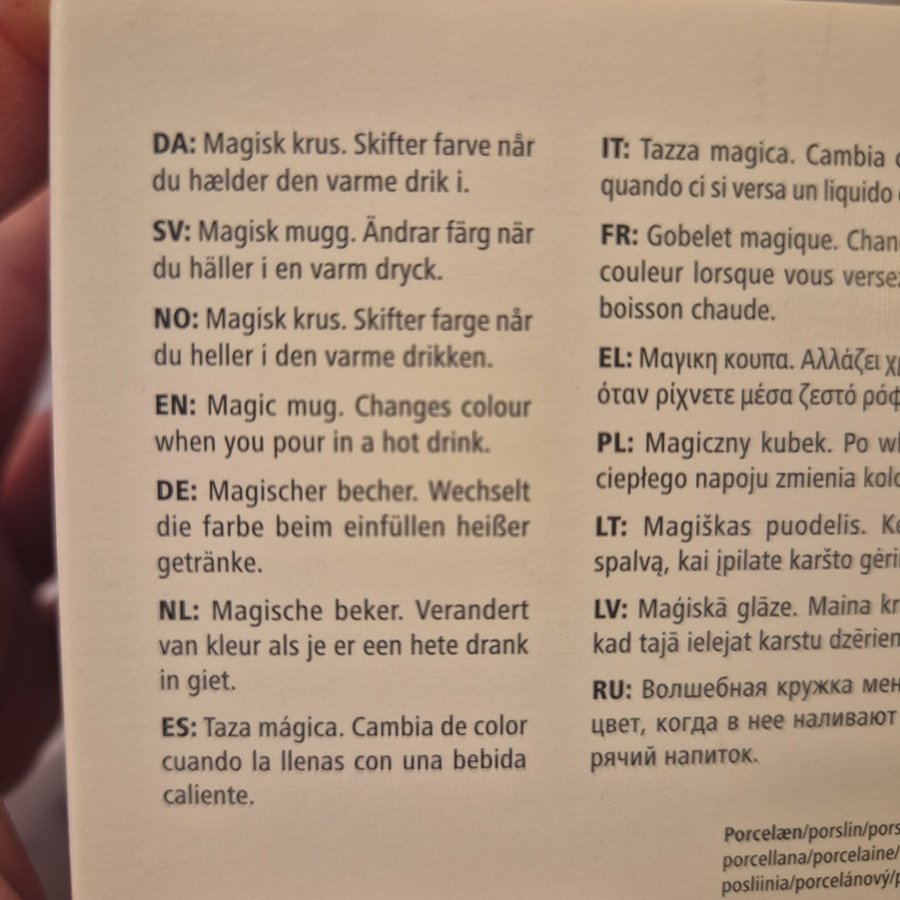 DA: Magisk krus. Skifter farve når
du hælder den varme drik i.
SV: Magisk mugg. Ändrar färg när
du häller i en varm dryck.
NO: Magisk krus. Skifter farge når
du heller i den varme drikken.
EN: Magic mug. Changes colour
when you pour in a hot drink.
DE: Magischer becher. Wechselt
die farbe beim einfüllen heißer
getränke.
NL: Magische beker. Verandert
van kleur als je er een hete drank
in giet.
ES: Taza mágica. Cambia de color
cuando la llenas con una bebida
caliente.
IT: Tazza magica. Cambia
quando ci si versa un liquido
FR: Gobelet magique.
couleur lorsque vous
boisson chaude.
EL: Μαγικη κουπα. Αλλάζει
όταν ρίχνετε μέσα ζεστό
PL: Magiczny kubek. Po
ciepłego napoju zmienia
LT: Magiškas puodelis.
spalvą, kai įpilate karšto
LV: Maģiskā glāze. Maina
kad tajā ielejat karstu
RU: Волшебная кружка
цвет, когда в нее наливают
рячий напиток.
Porcelæn/porslin/
porcellana/porcelaine/
posliinia/porcelánový/